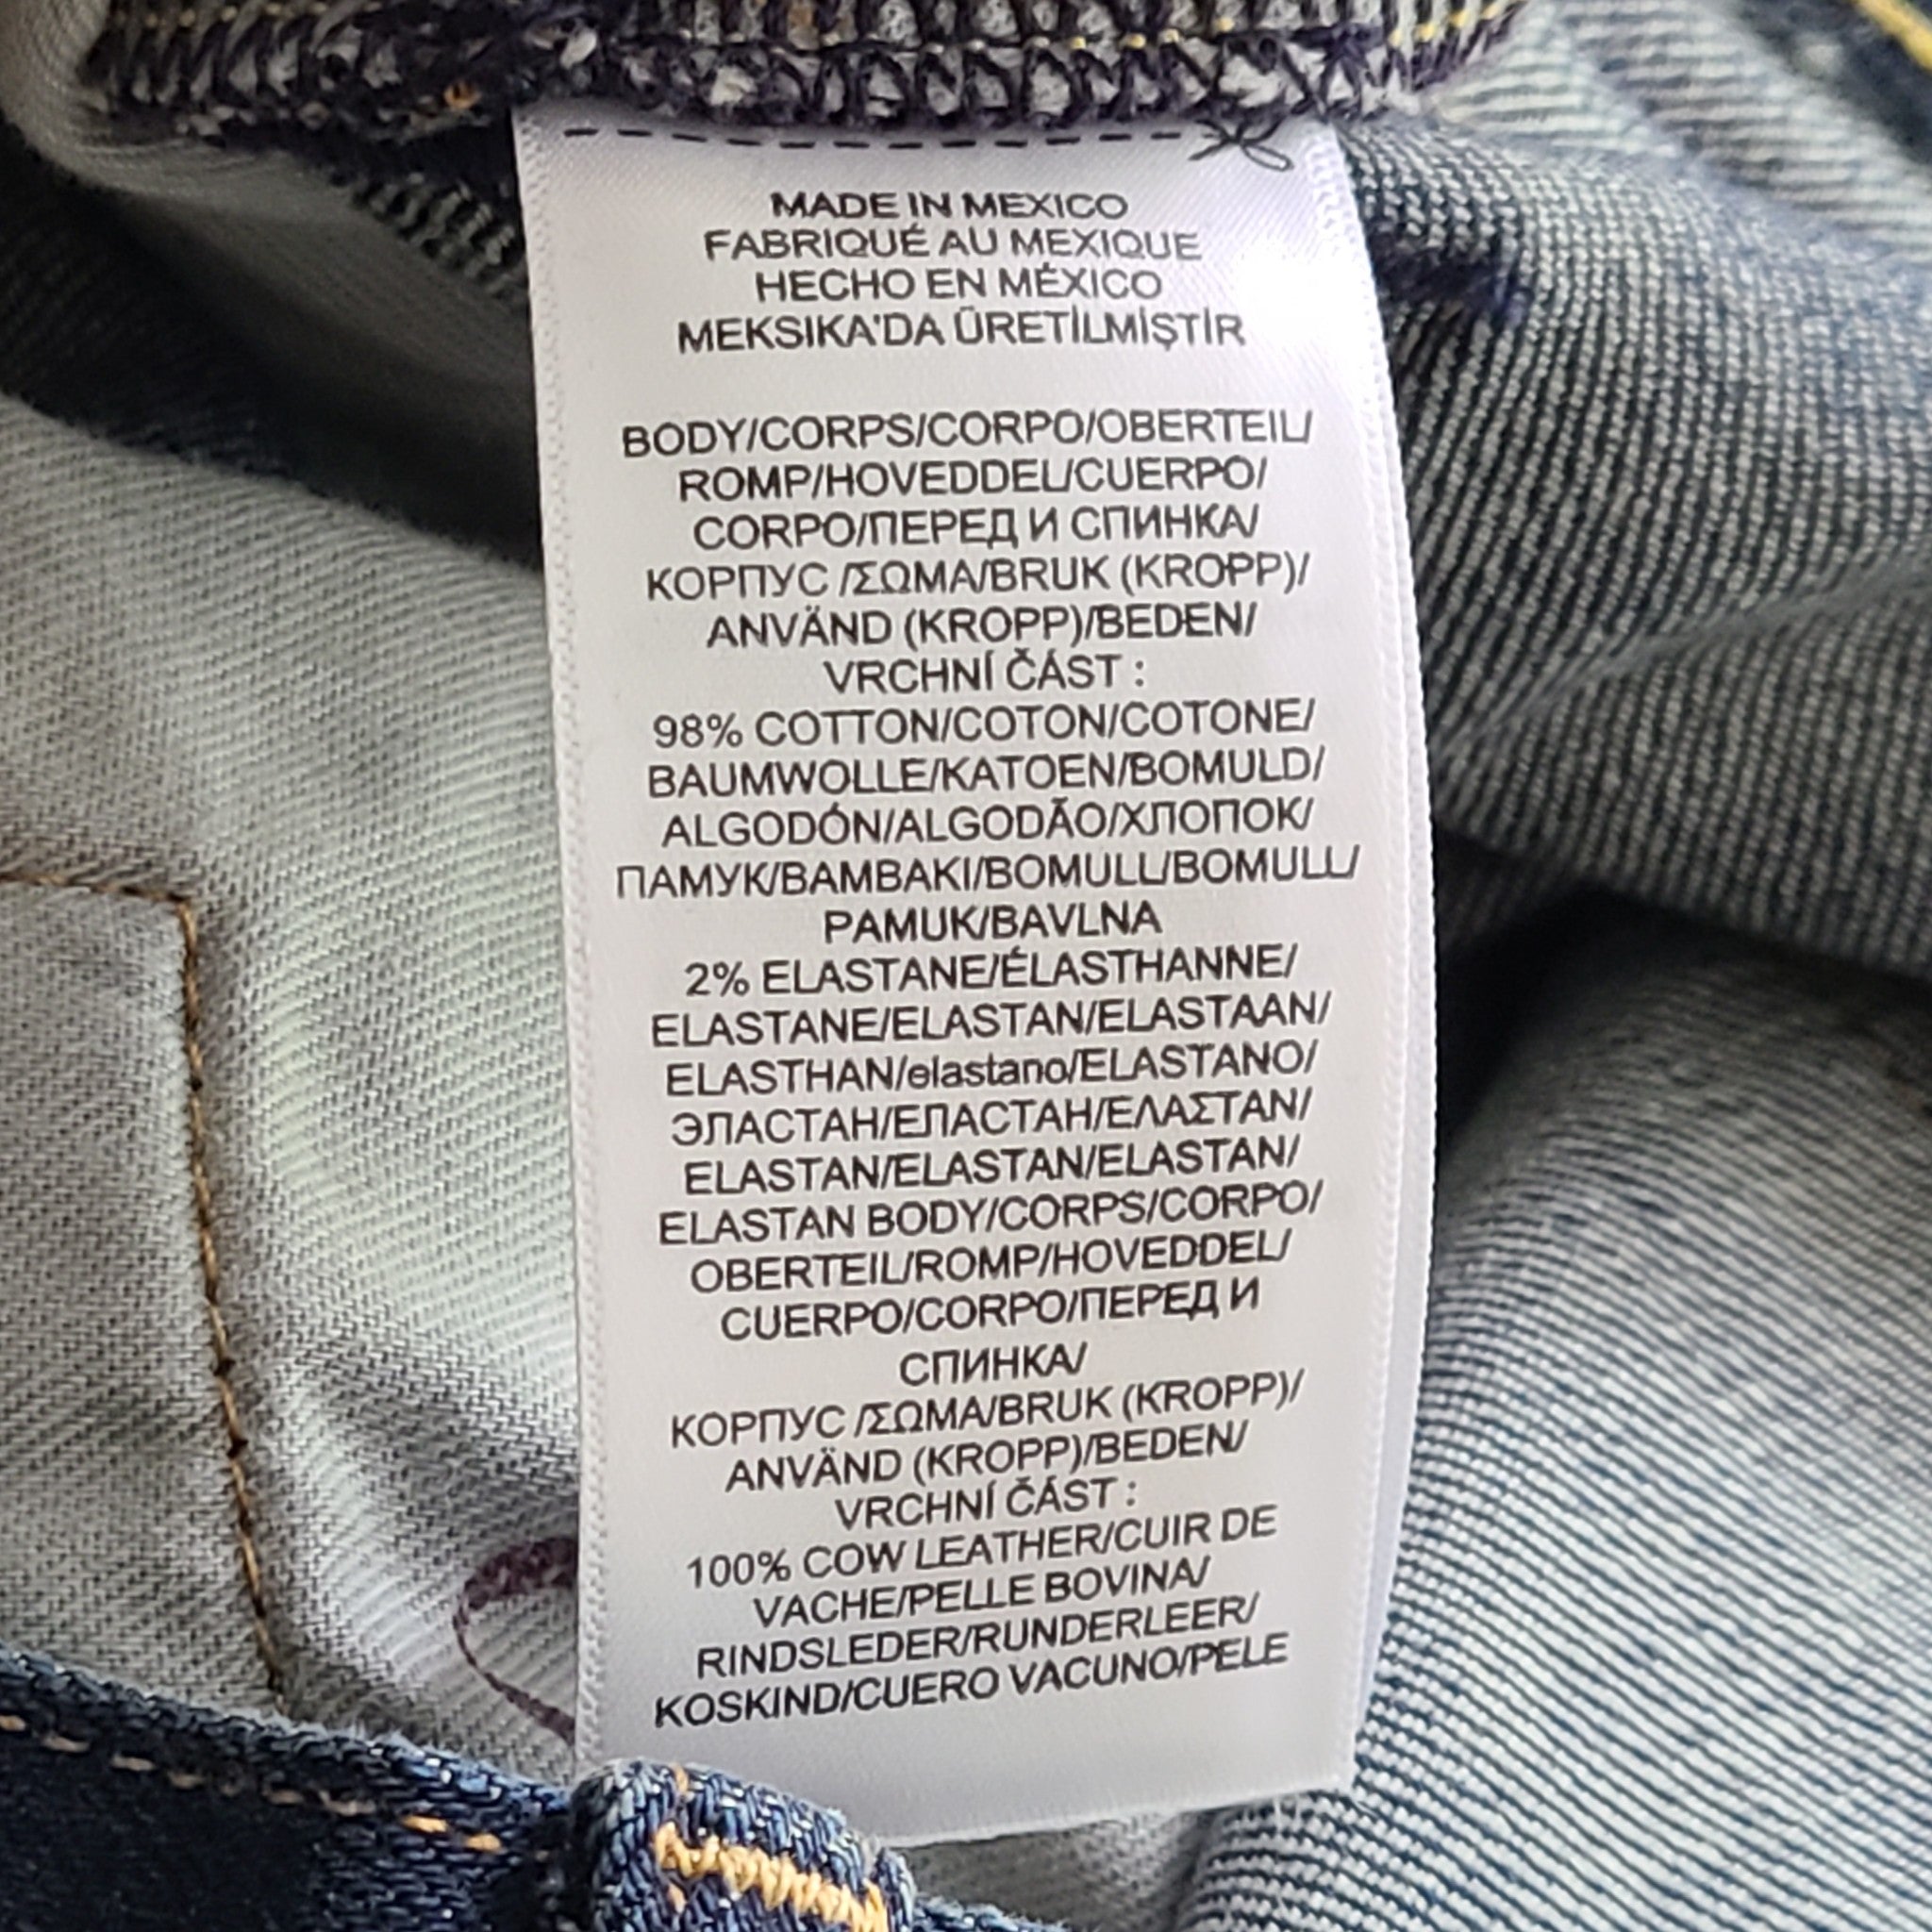 MADE IN MEXICO
FABRIQUÉ AU MEXIQUE
HECHO EN MÉXICO
MEKSIKA'DA ÜRETİLMİŞTİR
BODY/CORPS/CORPO/OBERTEIL/
ROMP/HOVEDDEL/CUERPO/
CORPO/ПЕРЕД И СПИНКА/
КОРПУС /ΣΩΜΑ/BRUK (KROPP)/
ANVÄND (KROPP)/BEDEN/
VRCHNÍ ČÁST :
98% COTTON/COTON/COTONE/
BAUMWOLLE/KATOEN/BOMULD/
ALGODÓN/ALGODÃO/ХЛОПОК/
ПАМУК/ΒΑΜΒΑΚΙ/BOMULL/BOMULL/
PAMUK/BAVLNA
2% ELASTANE/ÉLASTHANNE/
ELASTANE/ELASTAN/ELASTAAN/
ELASTHAN/elastano/ELASTANO/
ЭЛАСТАН/ЕЛАСТАН/ΕΛΑΣΤΑΝ/
ELASTAN/ELASTAN/ELASTAN/
ELASTAN BODY/CORPS/CORPO/
OBERTEIL/ROMP/HOVEDDEL/
CUERPO/CORPO/ПЕРЕД И
СПИНКА/
КОРПУС /ΣΩΜΑ/BRUK (KROPP)/
ANVÄND (KROPP)/BEDEN/
VRCHNÍ ČÁST :
100% COW LEATHER/CUIR DE
VACHE/PELLE BOVINA/
RINDSLEDER/RUNDERLEER/
KOSKIND/CUERO VACUNO/PELE